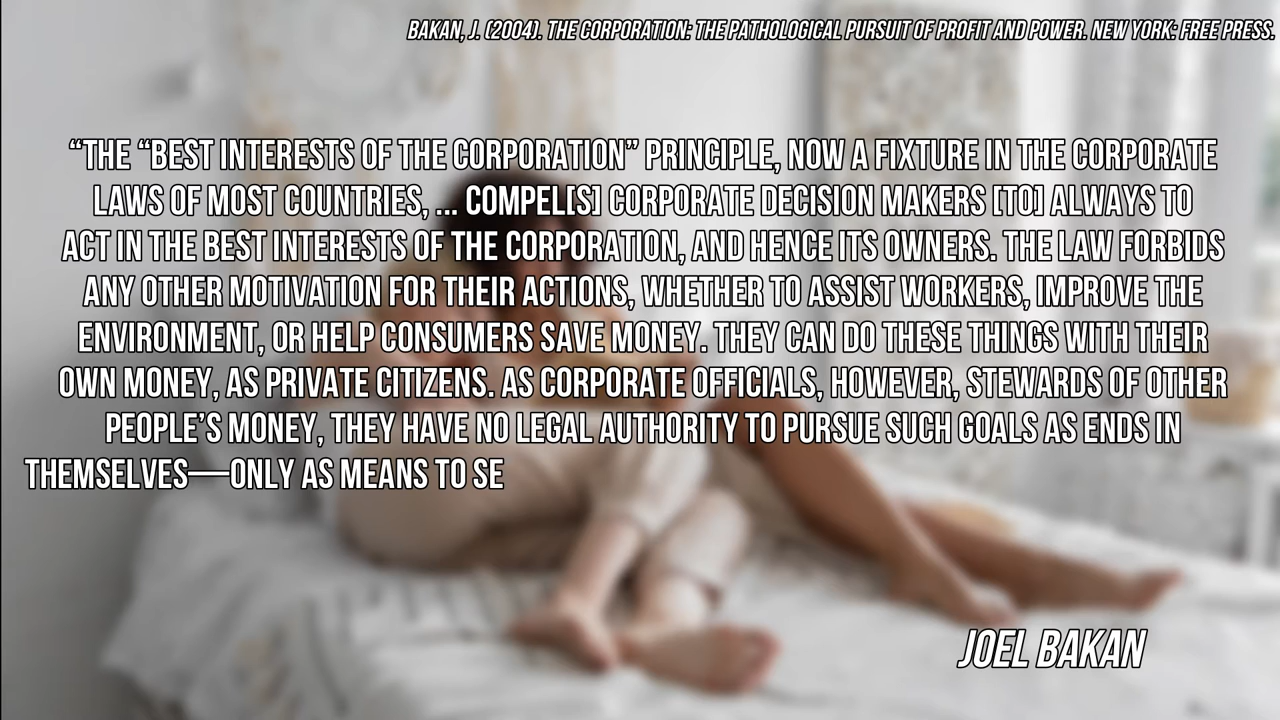 BAKAN, J. (2004). THE CORPORATION: THE PATHOLOGICAL PURSUIT OF PROFIT AND POWER. NEW YORK: FREE PRESS.
“THE “BEST INTERESTS OF THE CORPORATION” PRINCIPLE, NOW A FIXTURE IN THE CORPORATE
LAWS OF MOST COUNTRIES, ... COMPEL[S] CORPORATE DECISION MAKERS [TO] ALWAYS TO
ACT IN THE BEST INTERESTS OF THE CORPORATION, AND HENCE ITS OWNERS. THE LAW FORBIDS
ANY OTHER MOTIVATION FOR THEIR ACTIONS, WHETHER TO ASSIST WORKERS, IMPROVE THE
ENVIRONMENT, OR HELP CONSUMERS SAVE MONEY. THEY CAN DO THESE THINGS WITH THEIR
OWN MONEY, AS PRIVATE CITIZENS. AS CORPORATE OFFICIALS, HOWEVER, STEWARDS OF OTHER
PEOPLE’S MONEY, THEY HAVE NO LEGAL AUTHORITY TO PURSUE SUCH GOALS AS ENDS IN
THEMSELVES—ONLY AS MEANS TO SE
JOEL BAKAN